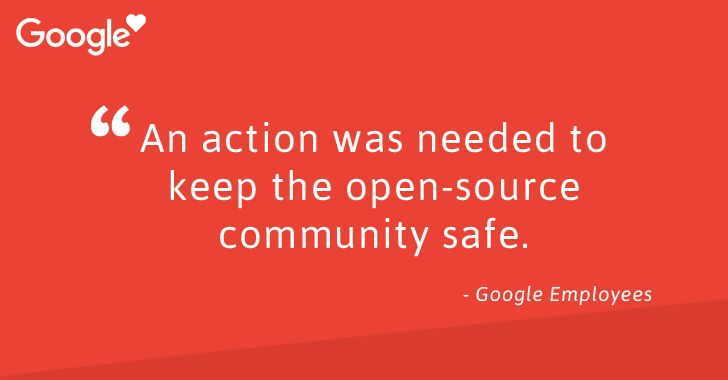 Google
“ An action was needed to
keep the open-source
community safe.
- Google Employees